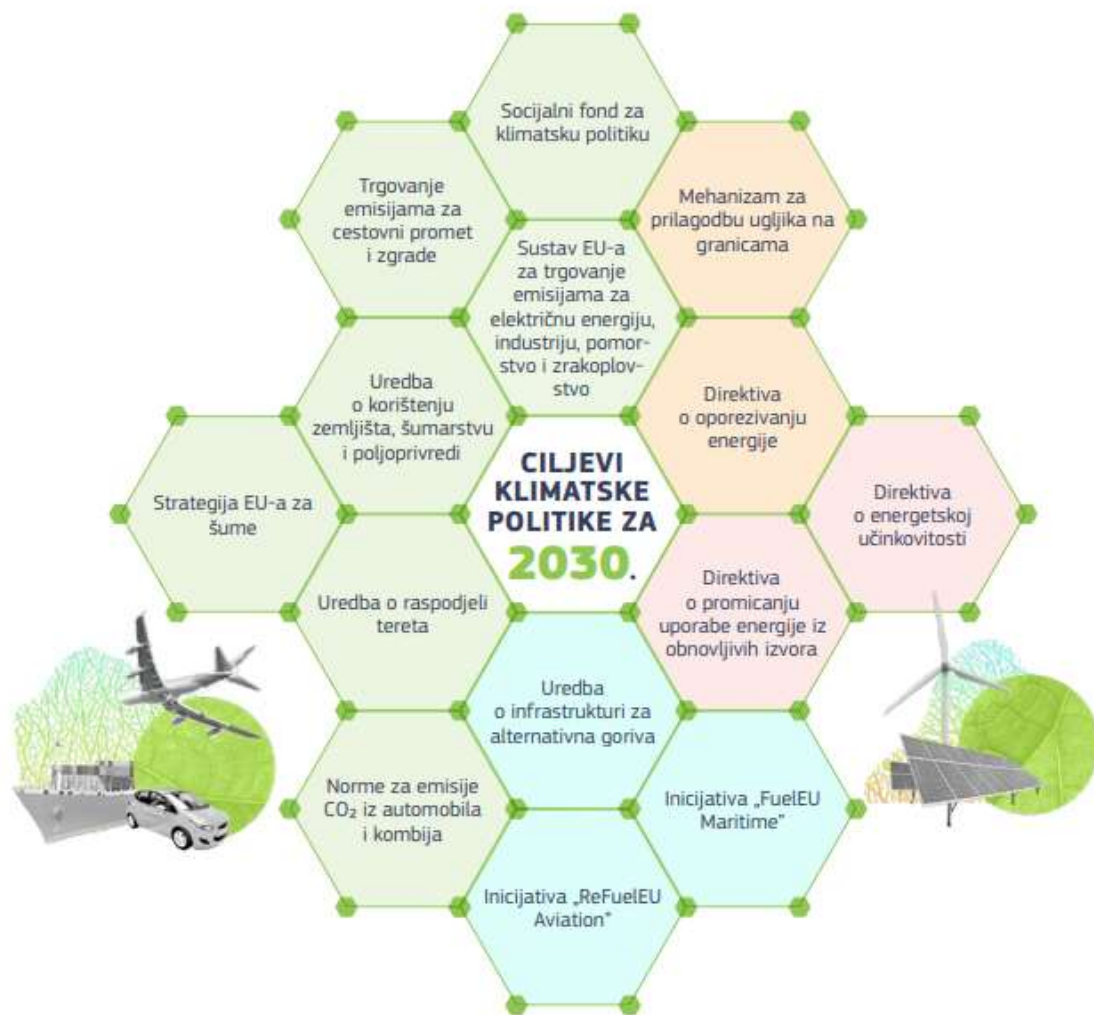 Socijalni fond za
klimatsku politiku
Trgovanje
emisijama za
cestovni promet
i zgrade
Mehanizam za
prilagodbu ugljika na
granicama
Sustav EU-a
za trgovanje
emisijama za
električnu energiju,
industriju, pomor-
stvo i zrakoplov-
stvo
Uredba
o korištenju
zemljišta, šumarstvu
i poljoprivredi
Direktiva
o oporezivanju
energije
Strategija EU-a za
šume
CILJEVI
KLIMATSKE
POLITIKE ZA
2030.
Direktiva
o energetskoj
učinkovitosti
Uredba o raspodjeli
tereta
Direktiva
o promicanju
uporabe energije iz
obnovljivih izvora
Uredba
o infrastrukturi za
alternativna goriva
Norme za emisije
CO₂ iz automobila
i kombija
Inicijativa „FuelEU
Maritime”
Inicijativa „ReFuelEU
Aviation”